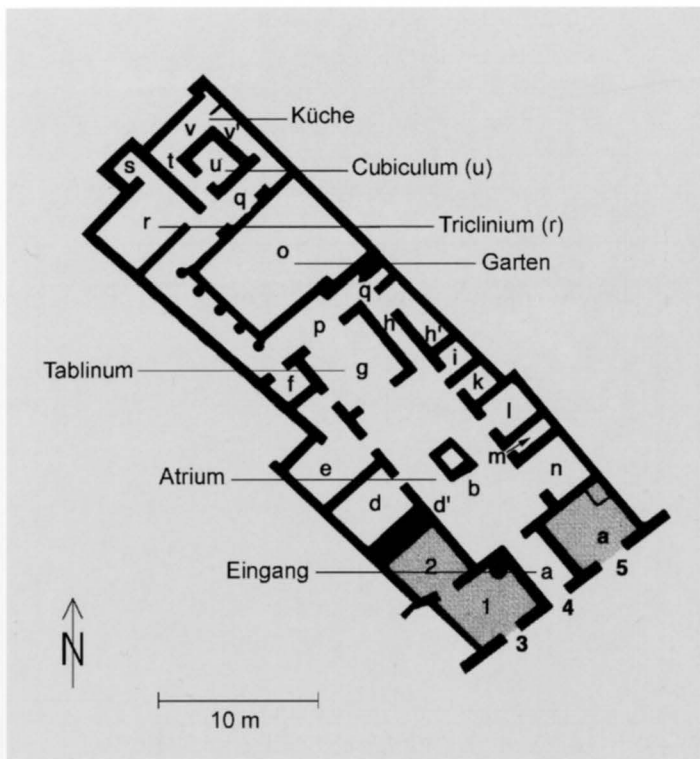 Küche
v
v'
s
t
u
Cubiculum (u)
q
r
Triclinium (r)
o
Garten
q
p
h
h'
i
Tablinum
f
g
k
l
m
Atrium
e
b
n
d
d'
a
Eingang
2
a
5
1
4
3
N
10 m